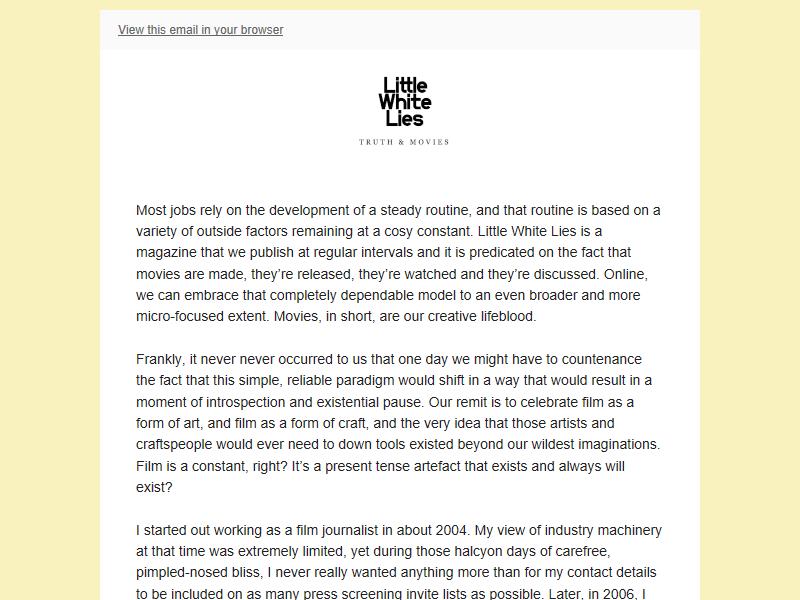 View this email in your browser
Little
White
Lies
TRUTH & MOVIES
Most jobs rely on the development of a steady routine, and that routine is based on a
variety of outside factors remaining at a cosy constant. Little White Lies is a
magazine that we publish at regular intervals and it is predicated on the fact that
movies are made, they’re released, they’re watched and they’re discussed. Online,
we can embrace that completely dependable model to an even broader and more
micro-focused extent. Movies, in short, are our creative lifeblood.
Frankly, it never never occurred to us that one day we might have to countenance
the fact that this simple, reliable paradigm would shift in a way that would result in a
moment of introspection and existential pause. Our remit is to celebrate film as a
form of art, and film as a form of craft, and the very idea that those artists and
craftspeople would ever need to down tools existed beyond our wildest imaginations.
Film is a constant, right? It’s a present tense artefact that exists and always will
exist?
I started out working as a film journalist in about 2004. My view of industry machinery
at that time was extremely limited, yet during those halcyon days of carefree,
pimpled-nosed bliss, I never really wanted anything more than for my contact details
to be included on as many press screening invite lists as possible. Later, in 2006, I